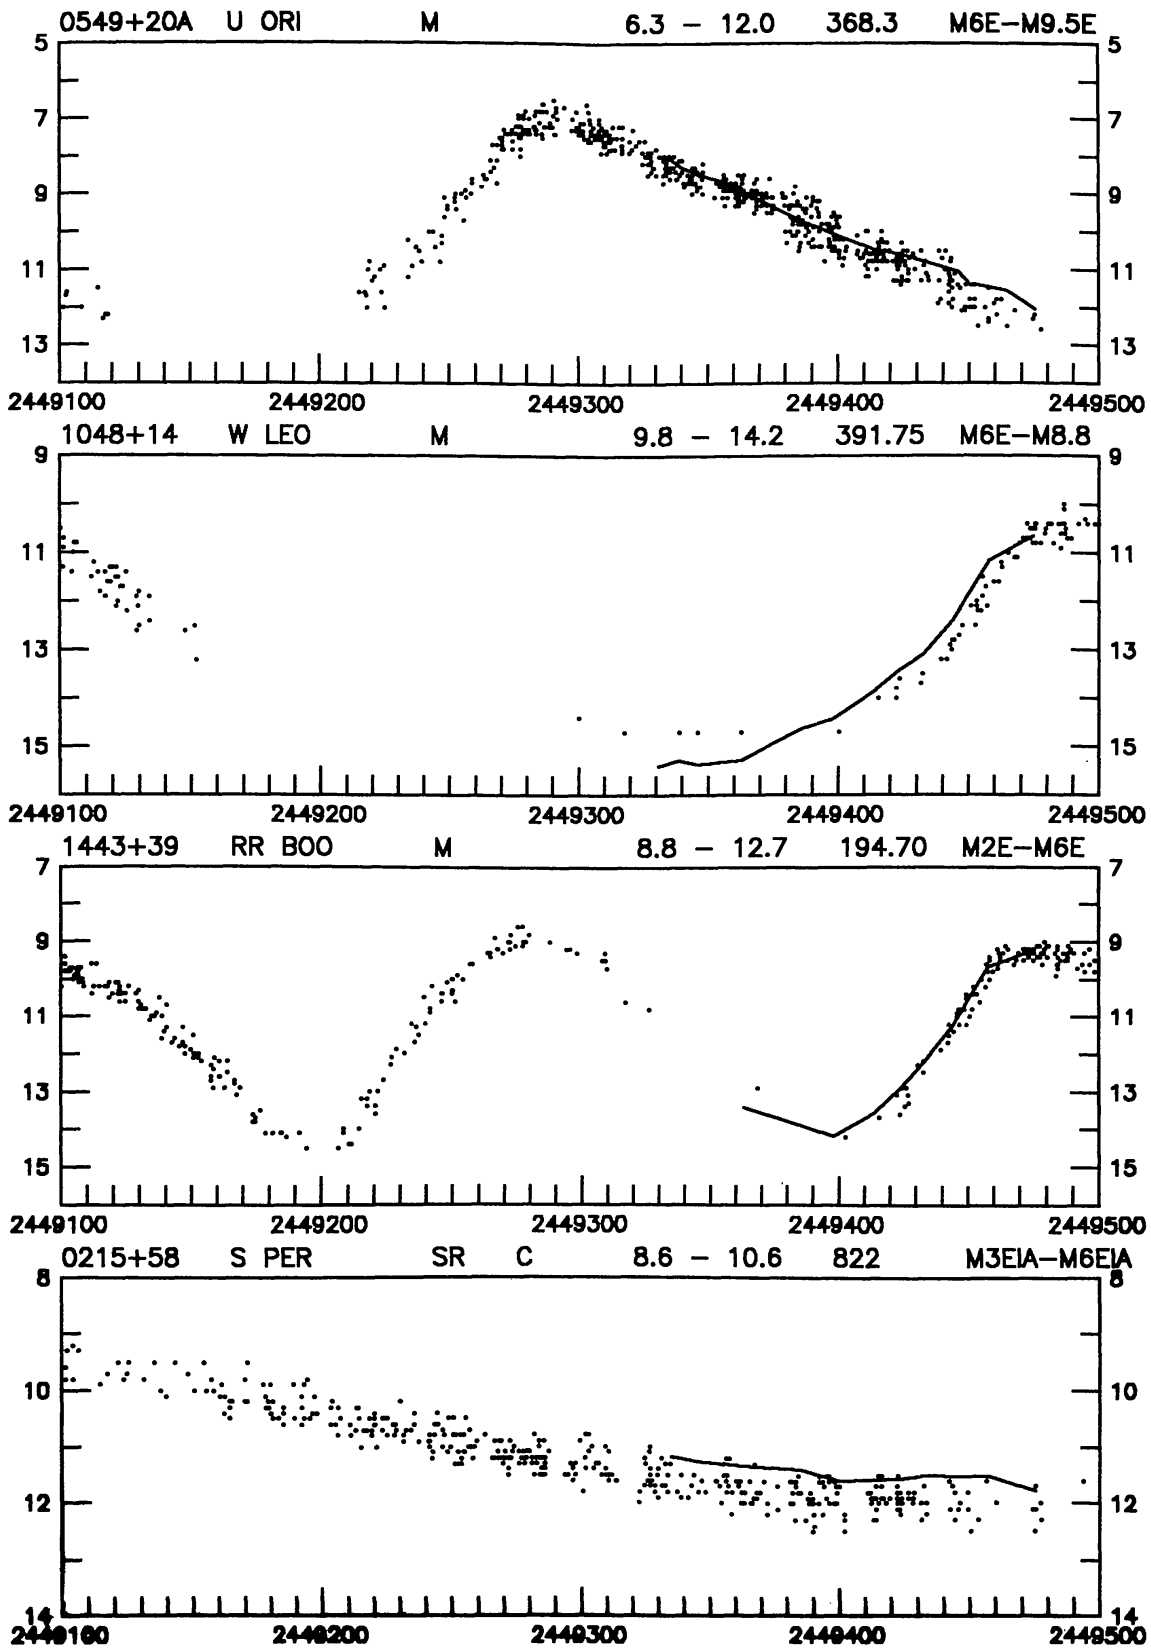 0549+20A U ORI M 6.3 – 12.0 368.3 M6E–M9.5E
5 5
7 7
9 9
11 11
13 13
2449100 2449200 2449300 2449400 2449500
1048+14 W LEO M 9.8 – 14.2 391.75 M6E–M8.8
9 9
11 11
13 13
15 15
2449100 2449200 2449300 2449400 2449500
1443+39 RR BOO M 8.8 – 12.7 194.70 M2E–M6E
7 7
9 9
11 11
13 13
15 15
2449100 2449200 2449300 2449400 2449500
0215+58 S PER SR C 8.6 – 10.6 822 M3EIA–M6EIA
8 8
10 10
12 12
14 14
2449100 2449200 2449300 2449400 2449500